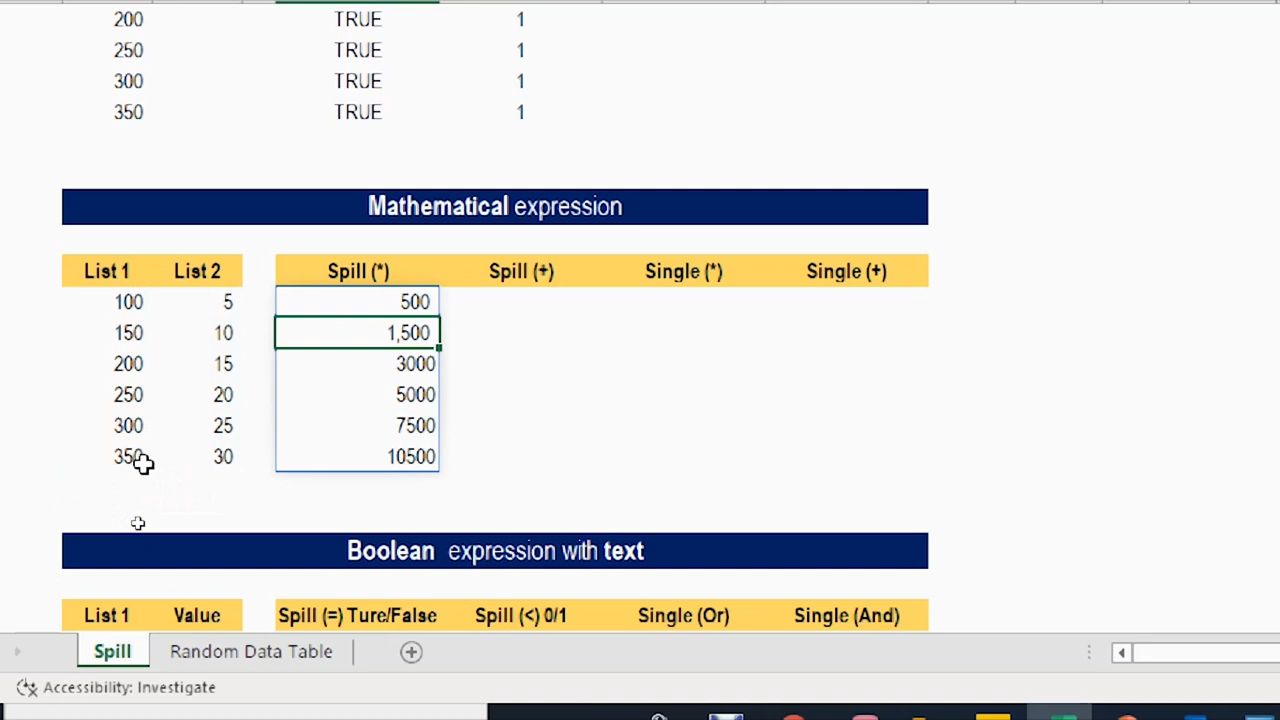 200 TRUE 1
250 TRUE 1
300 TRUE 1
350 TRUE 1
Mathematical expression
List 1 List 2 Spill (*) Spill (+) Single (*) Single (+)
100 5 500
150 10 1,500
200 15 3000
250 20 5000
300 25 7500
350 30 10500
Boolean expression with text
List 1 Value Spill (=) Ture/False Spill (<) 0/1 Single (Or) Single (And)
Spill Random Data Table
Accessibility: Investigate